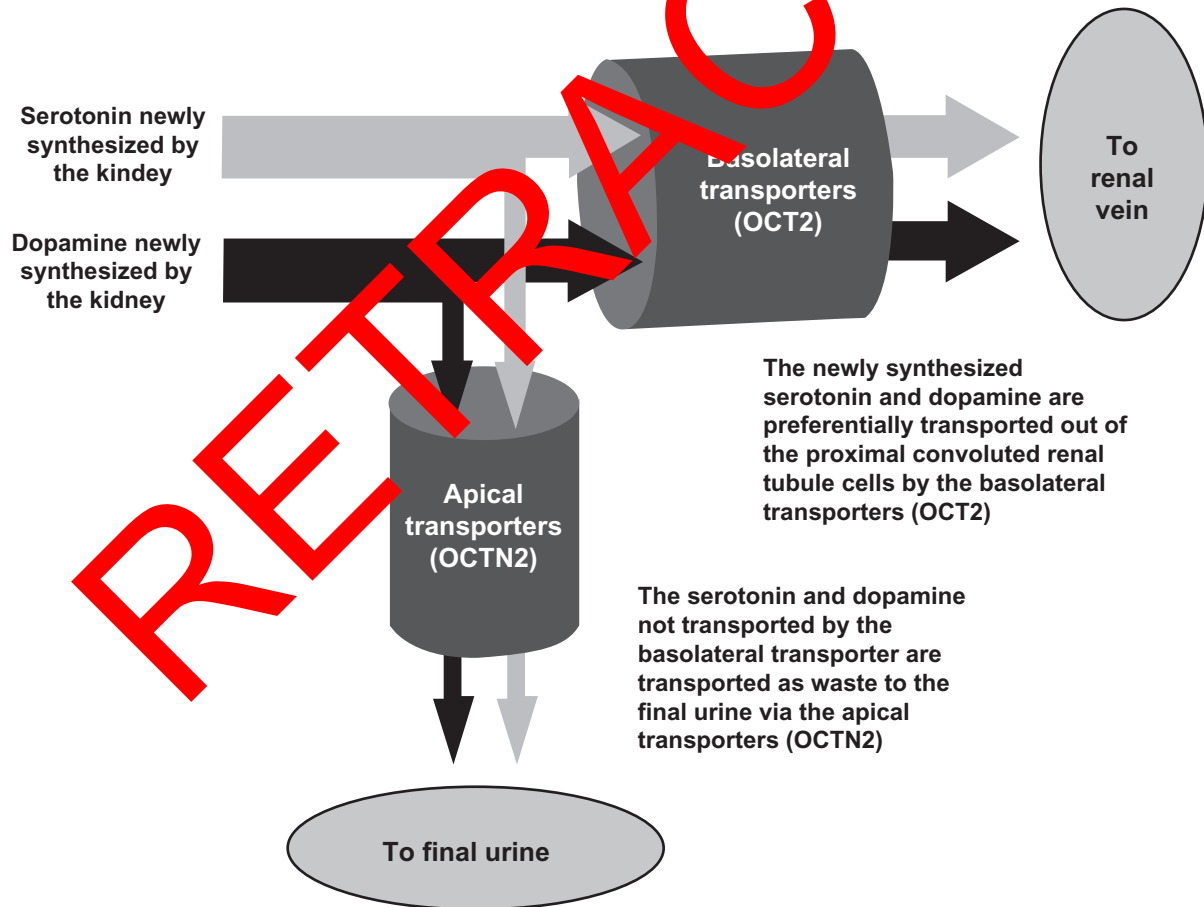 Serotonin newly
synthesized by
the kindey
Dopamine newly
synthesized by
the kidney
Basolateral
transporters
(OCT2)
To
renal
vein
The newly synthesized
serotonin and dopamine are
preferentially transported out of
the proximal convoluted renal
tubule cells by the basolateral
transporters (OCT2)
Apical
transporters
(OCTN2)
The serotonin and dopamine
not transported by the
basolateral transporter are
transported as waste to the
final urine via the apical
transporters (OCTN2)
To final urine
RETRAC